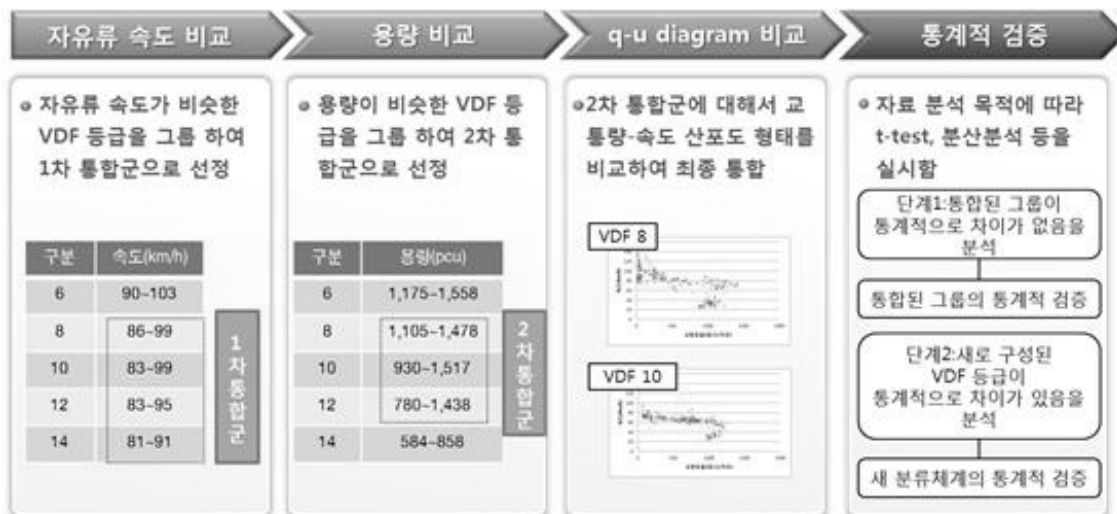 자유류 속도 비교
용량 비교
q-u diagram 비교
통계적 검증
자유류 속도가 비슷한
VDF 등급을 그룹 하여
1차 통합군으로 선정
구분 속도(km/h)
6 90~103
8 86~99
10 83~99
12 83~95
14 81~91
1차통합군
용량이 비슷한 VDF 등
급을 그룹 하여 2차 통
합군으로 선정
구분 용량(pcu)
6 1,175~1,558
8 1,105~1,478
10 930~1,517
12 780~1,438
14 584~858
2차통합군
2차 통합군에 대해서 교
통량-속도 산포도 형태를
비교하여 최종 통합
VDF 8
VDF 10
자료 분석 목적에 따라
t-test, 분산분석 등을
실시함
단계1:통합된 그룹이
통계적으로 차이가 없음을
분석
통합된 그룹의 통계적 검증
단계2:새로 구성된
VDF 등급이
통계적으로 차이가 있음을
분석
새 분류체계의 통계적 검증